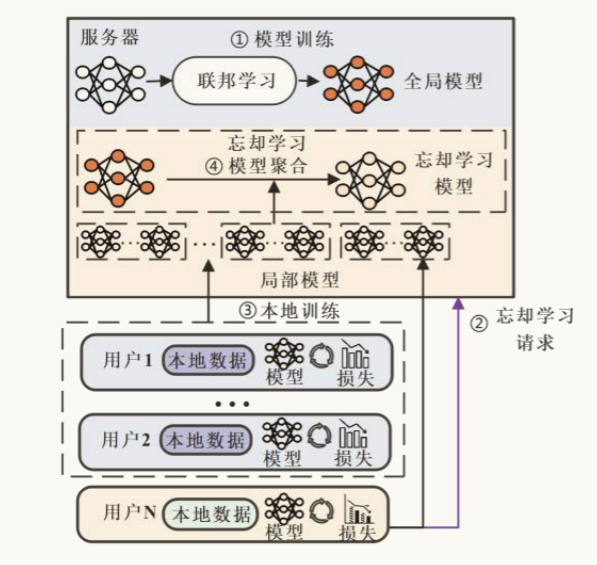 服务器
①模型训练
联邦学习
全局模型
忘却学习
④模型聚合
忘却学习
模型
局部模型
③本地训练
②忘却学习
请求
用户1
本地数据
模型
损失
用户2
本地数据
模型
损失
用户N
本地数据
模型
损失